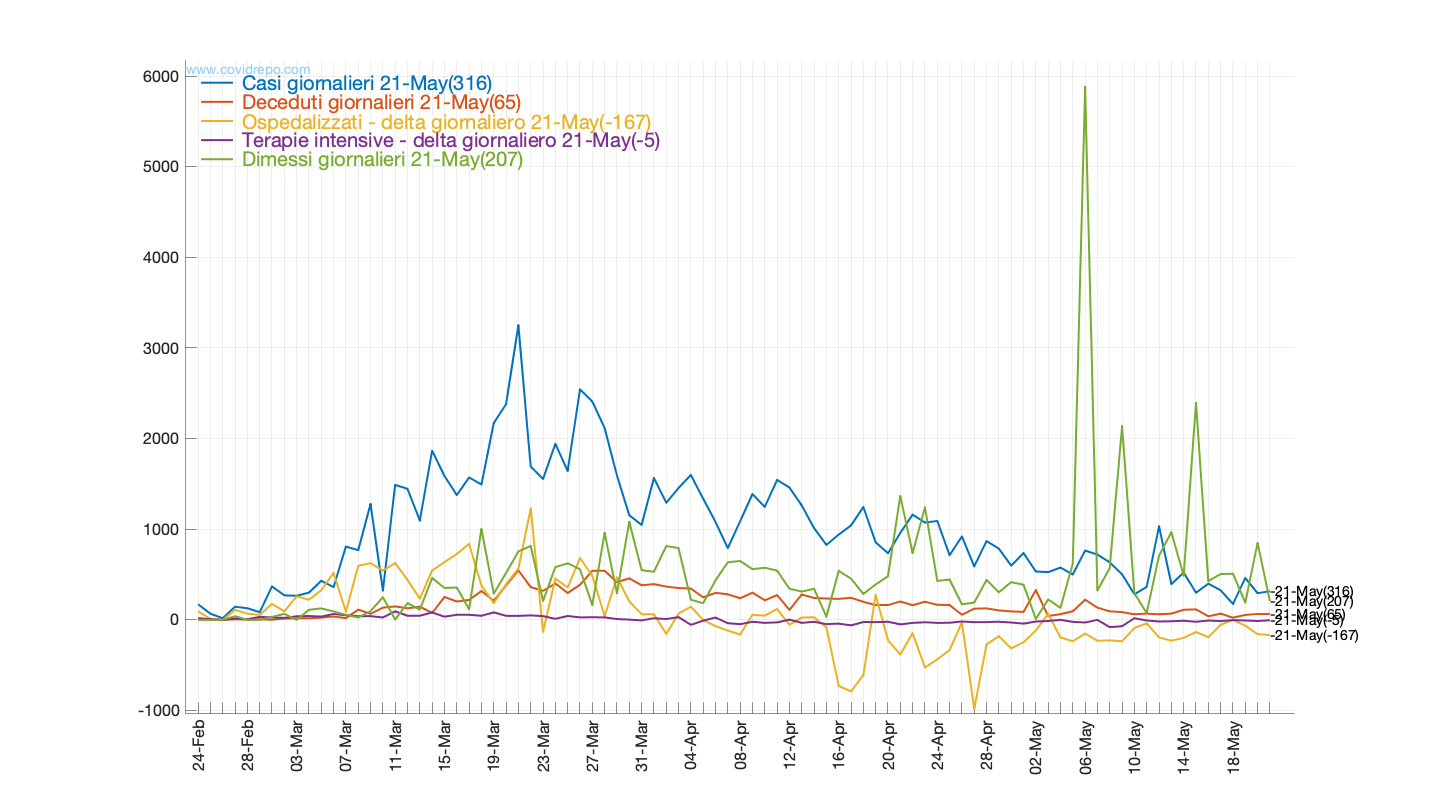 www.covidrepo.com
Casi giornalieri 21-May(316)
Deceduti giornalieri 21-May(65)
Ospedalizzati - delta giornaliero 21-May(-167)
Terapie intensive - delta giornaliero 21-May(-5)
Dimessi giornalieri 21-May(207)
6000
5000
4000
3000
2000
1000
0
-1000
-21-May(316)
-21-May(207)
-21-May(65)
-21-May(-5)
-21-May(-167)
24-Feb
28-Feb
03-Mar
07-Mar
11-Mar
15-Mar
19-Mar
23-Mar
27-Mar
31-Mar
04-Apr
08-Apr
12-Apr
16-Apr
20-Apr
24-Apr
28-Apr
02-May
06-May
10-May
14-May
18-May